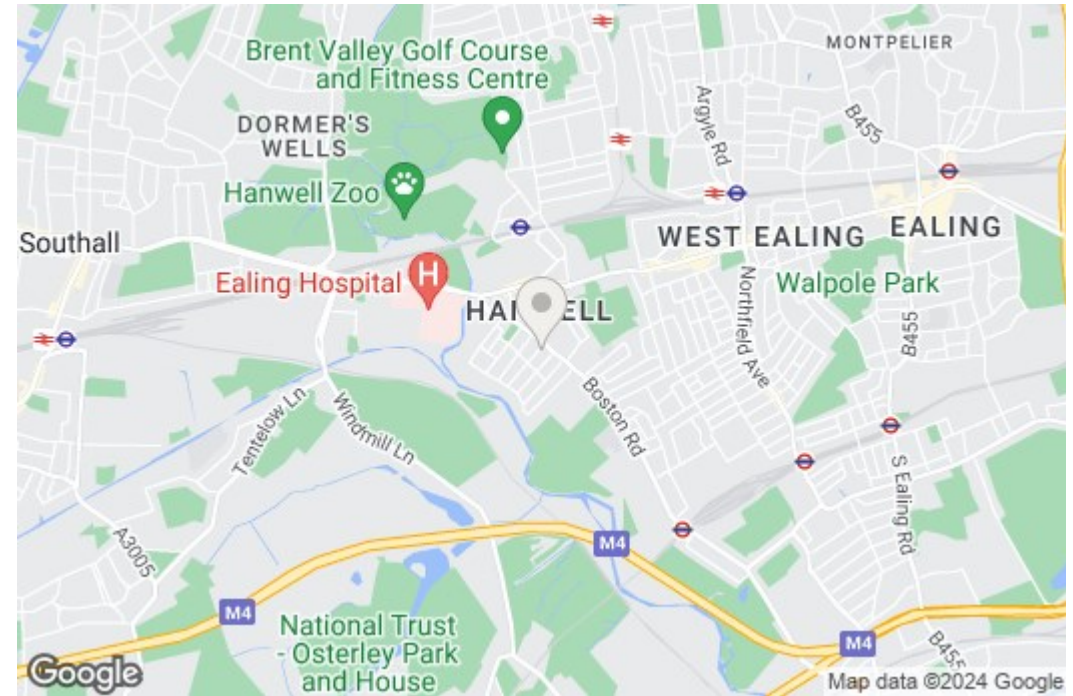 Brent Valley Golf Course
and Fitness Centre
MONTPELIER
Argyle Rd
B455
DORMER'S
WELLS
Hanwell Zoo
Southall
WEST EALING
EALING
Ealing Hospital
H
Walpole Park
HANWELL
Northfield Ave
B455
Boston Rd
Tentelow Ln
Windmill Ln
S Ealing Rd
A3005
M4
M4
National Trust
- Osterley Park
and House
M4
B455
Google
Map data ©2024 Google